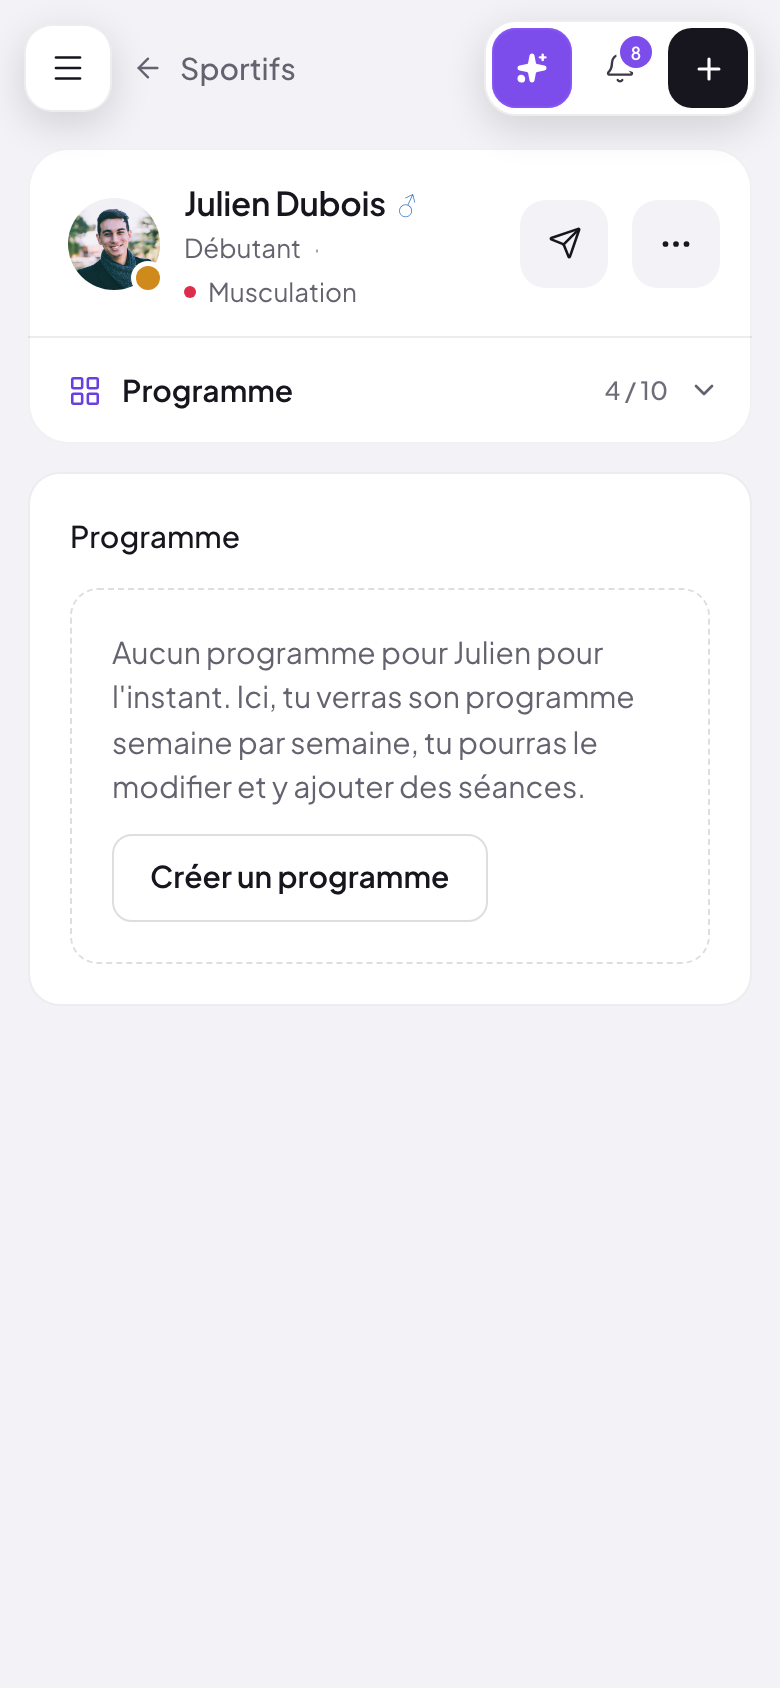 Sportifs
8
Julien Dubois ♂
Débutant ·
Musculation
Programme
4 / 10
Programme
Aucun programme pour Julien pour
l'instant. Ici, tu verras son programme
semaine par semaine, tu pourras le
modifier et y ajouter des séances.
Créer un programme